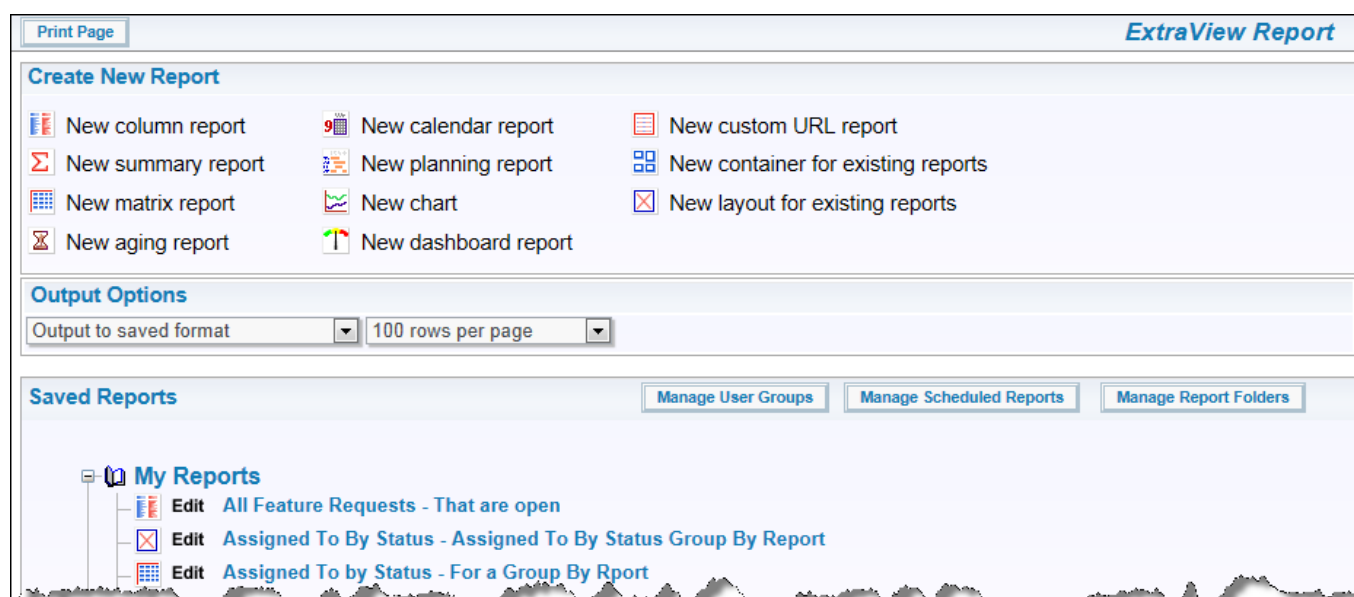 Print Page
ExtraView Report
Create New Report
New column report
New calendar report
New custom URL report
New summary report
New planning report
New container for existing reports
New matrix report
New chart
New layout for existing reports
New aging report
New dashboard report
Output Options
Output to saved format
100 rows per page
Saved Reports
Manage User Groups
Manage Scheduled Reports
Manage Report Folders
My Reports
Edit All Feature Requests - That are open
Edit Assigned To By Status - Assigned To By Status Group By Report
Edit Assigned To by Status - For a Group By Rport